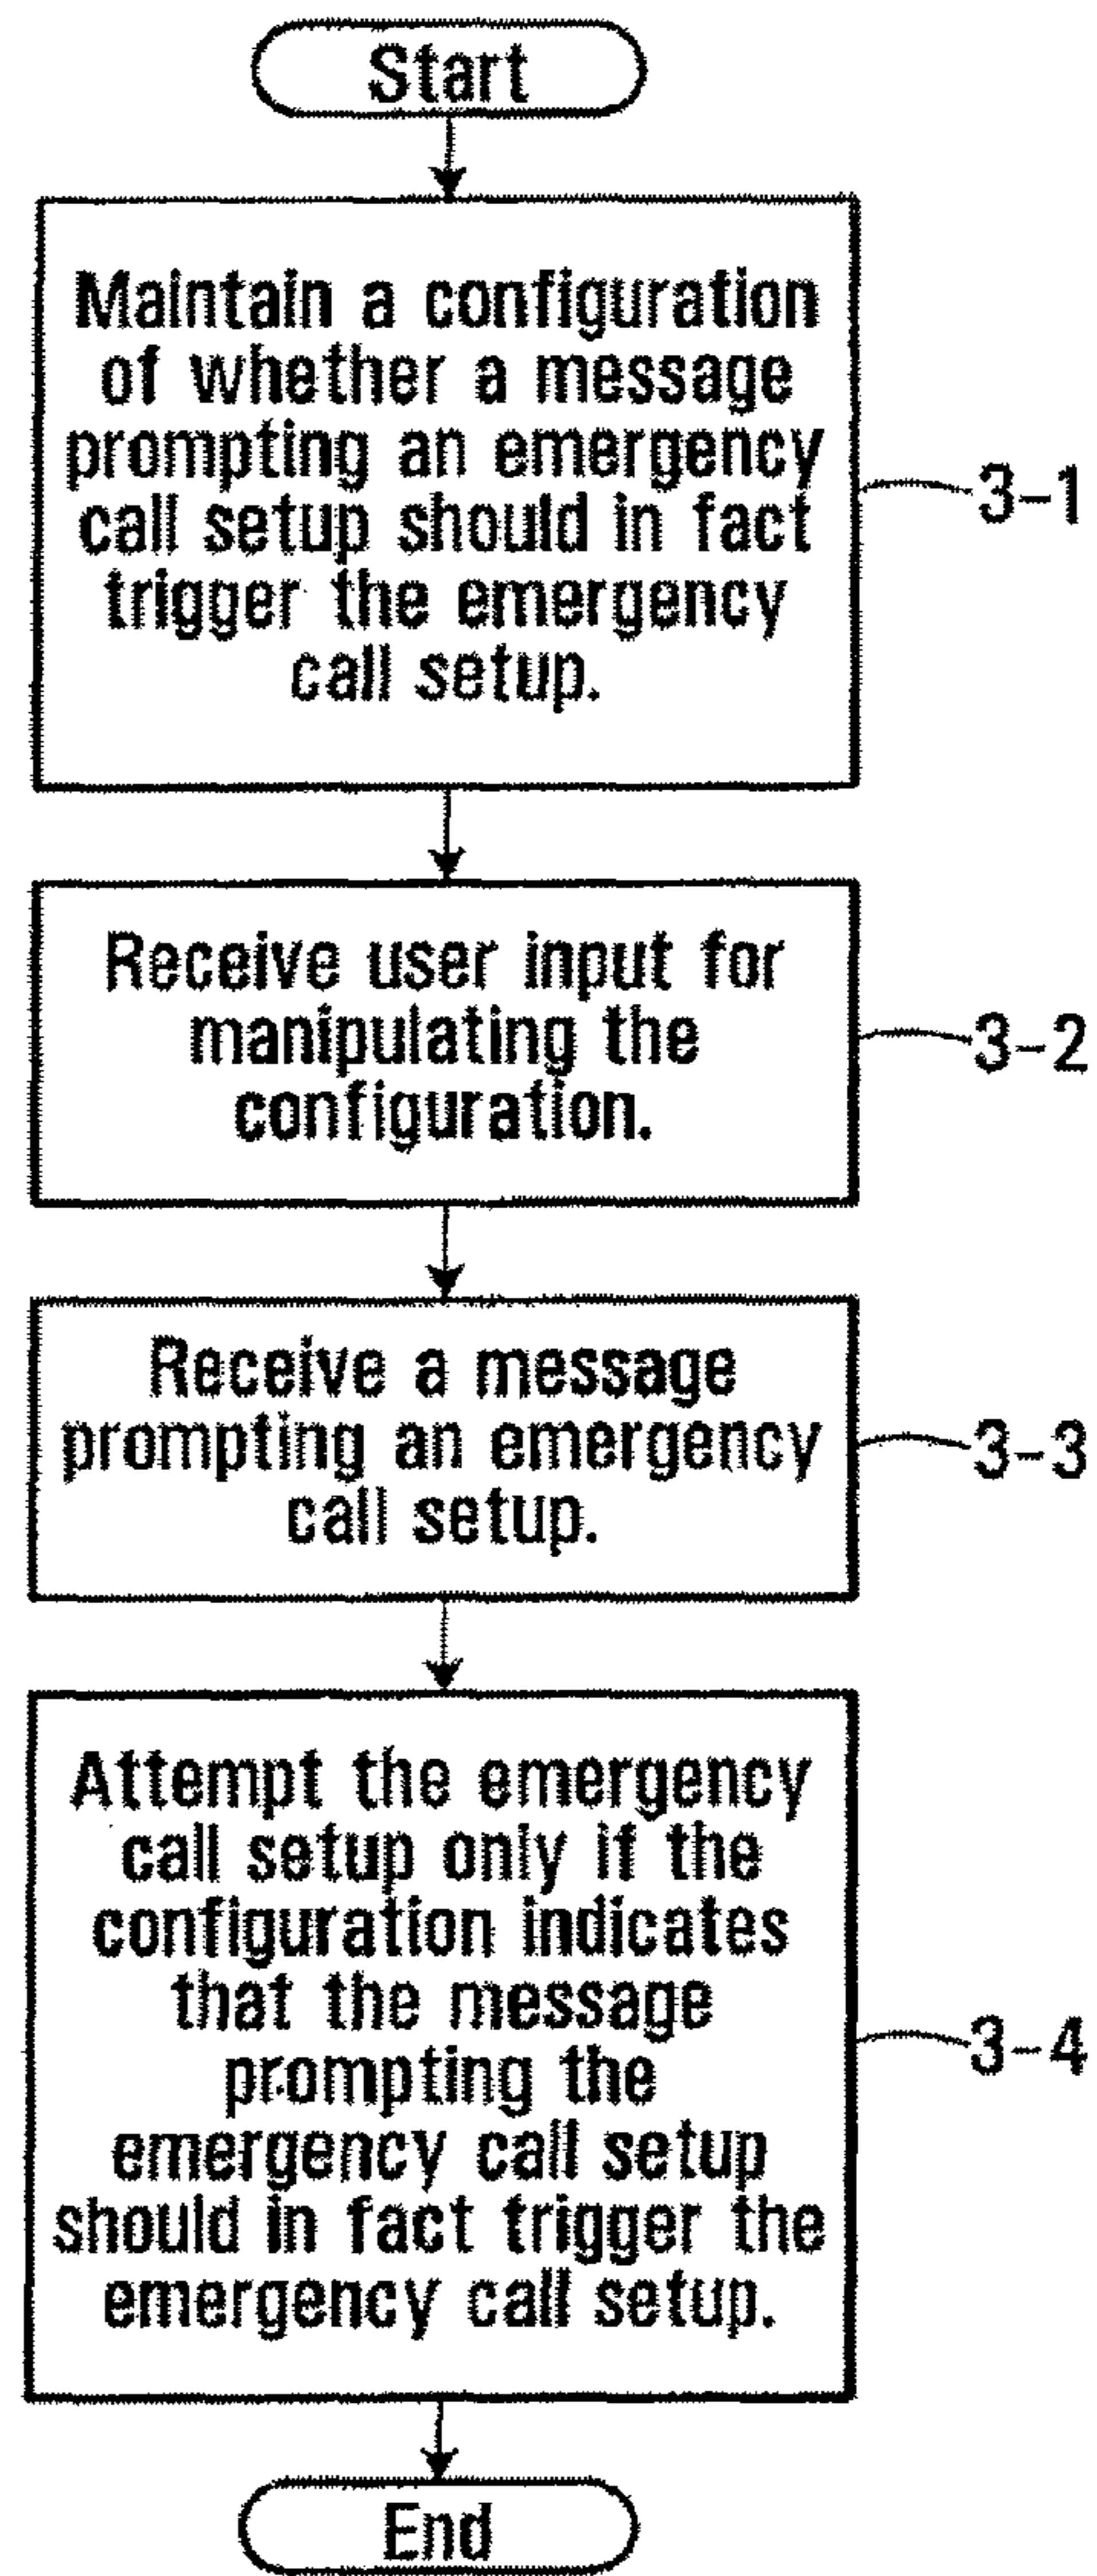 Start
Maintain a configuration
of whether a message
prompting an emergency
call setup should in fact
trigger the emergency
call setup.
3-1
Receive user input for
manipulating the
configuration.
3-2
Receive a message
prompting an emergency
call setup.
3-3
Attempt the emergency
call setup only if the
configuration indicates
that the message
prompting the
emergency call setup
should in fact trigger the
emergency call setup.
3-4
End